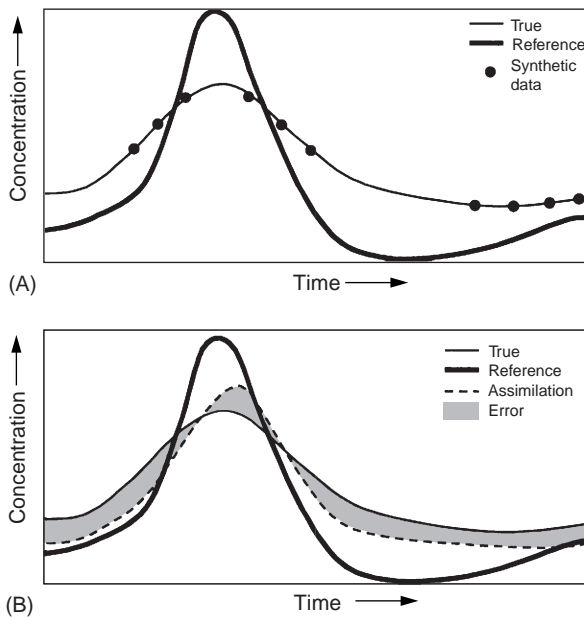 Concentration
True
Reference
Synthetic
data
Time
(A)
Concentration
True
Reference
Assimilation
Error
Time
(B)